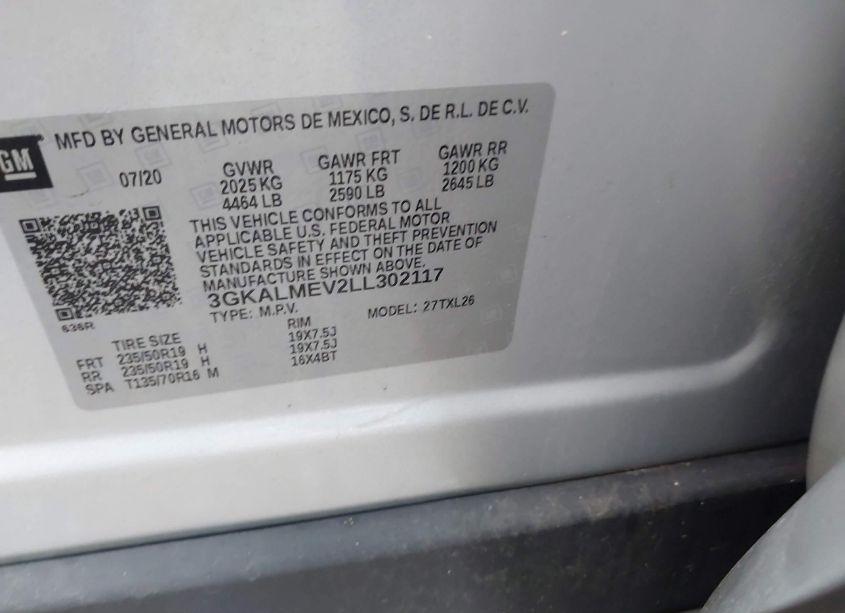 GM
MFD BY GENERAL MOTORS DE MEXICO, S. DE R.L. DE C.V.
07/20 GVWR GAWR FRT GAWR RR
2025 KG 1175 KG 1200 KG
4464 LB 2590 LB 2645 LB
THIS VEHICLE CONFORMS TO ALL
APPLICABLE U.S. FEDERAL MOTOR
VEHICLE SAFETY AND THEFT PREVENTION
STANDARDS IN EFFECT ON THE DATE OF
MANUFACTURE SHOWN ABOVE.
3GKALMEV2LL302117
TYPE: M.P.V. MODEL: 27TXL26
636R
TIRE SIZE RIM
FRT 235/50R19 H 19X7.5J
RR 235/50R19 H 19X7.5J
SPA T135/70R16 M 16X4BT